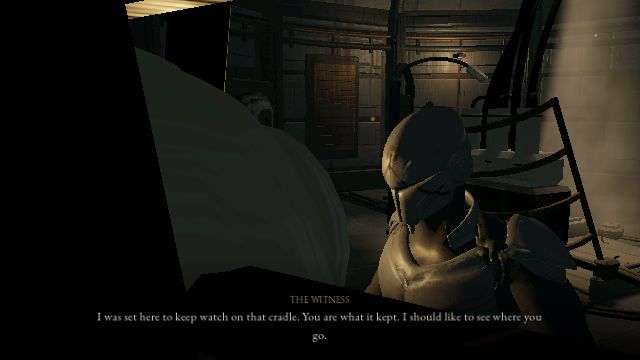 THE WITNESS
I was set here to keep watch on that cradle. You are what it kept. I should like to see where you
go.